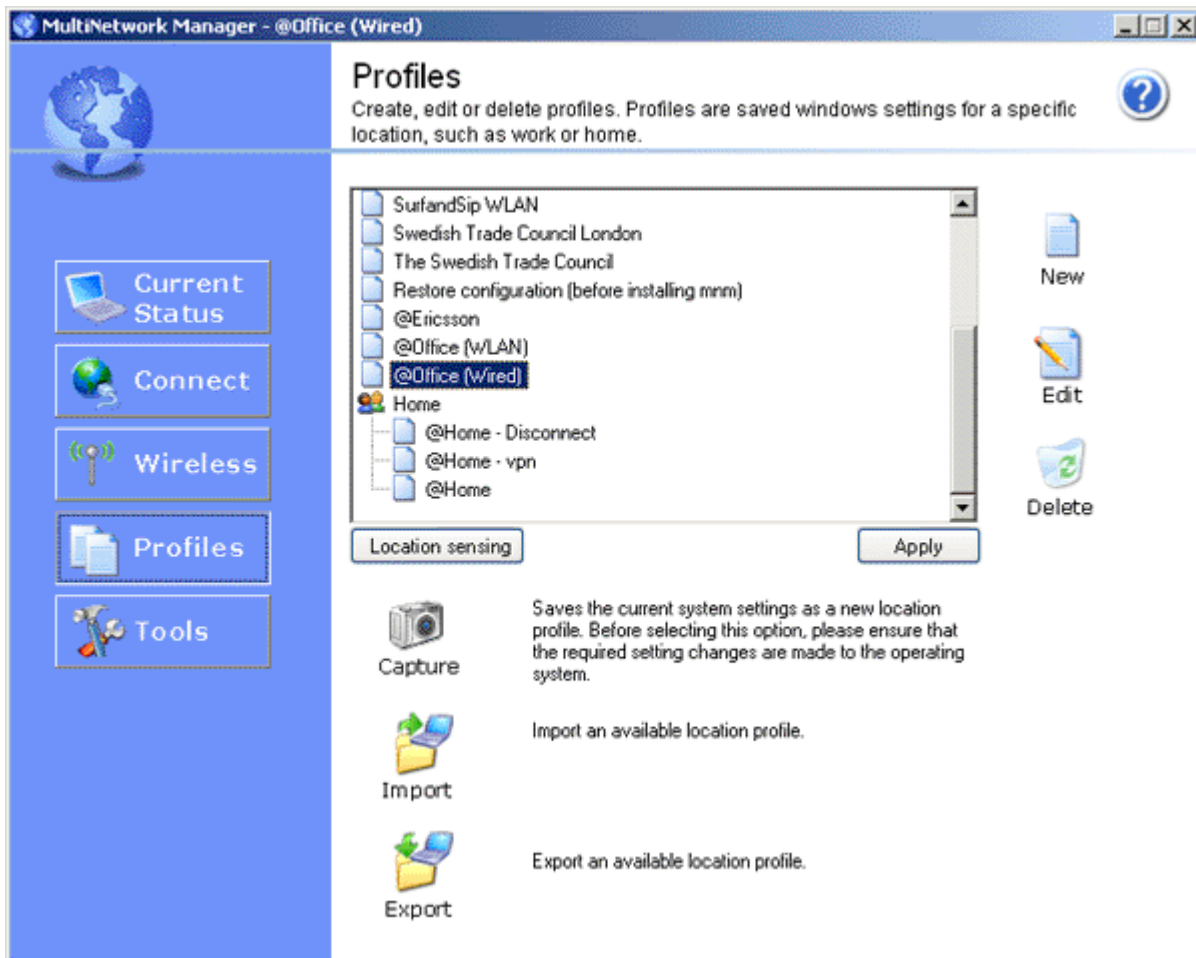 MultiNetwork Manager - @Office (Wired)
Profiles
Create, edit or delete profiles. Profiles are saved windows settings for a specific
location, such as work or home.
Current
Status
Connect
Wireless
Profiles
Tools
SurfandSip WLAN
Swedish Trade Council London
The Swedish Trade Council
Restore configuration (before installing mnm)
@Ericsson
@Office (WLAN)
@Office (Wired)
Home
@Home - Disconnect
@Home - vpn
@Home
New
Edit
Delete
Location sensing
Apply
Capture
Saves the current system settings as a new location
profile. Before selecting this option, please ensure that
the required setting changes are made to the operating
system.
Import
Import an available location profile.
Export
Export an available location profile.